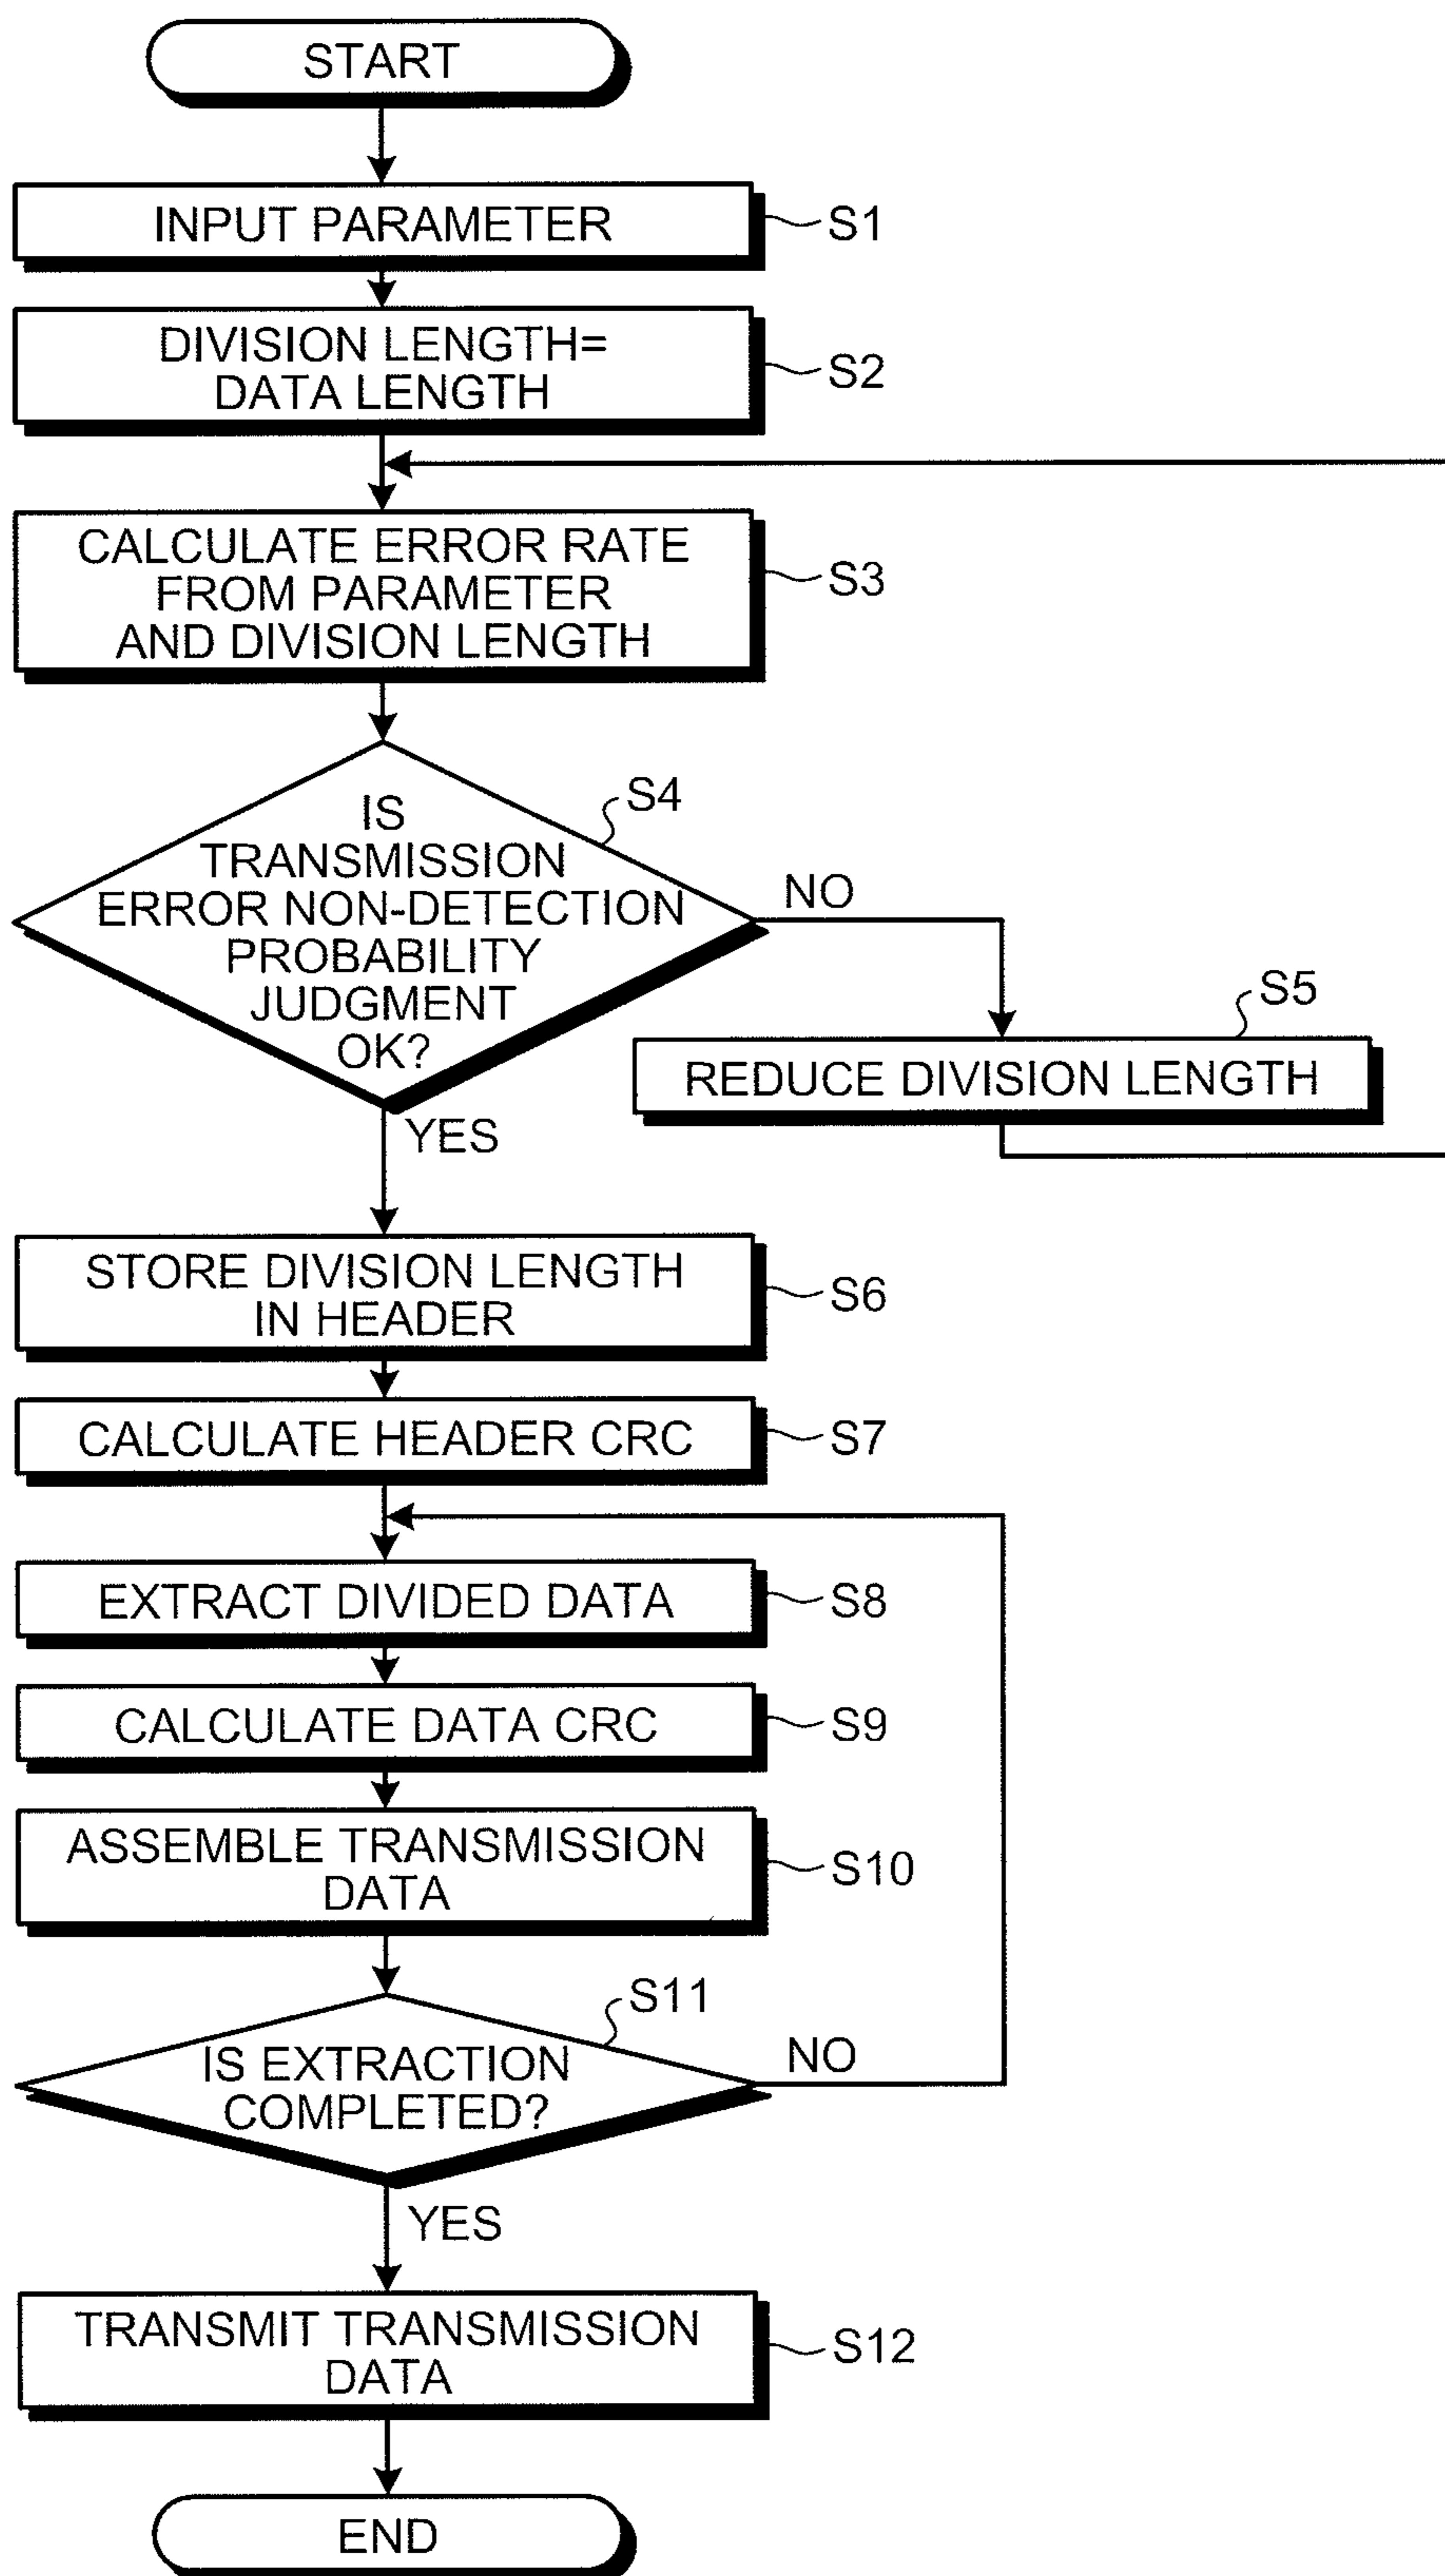 START
INPUT PARAMETER
S1
DIVISION LENGTH=
DATA LENGTH
S2
CALCULATE ERROR RATE
FROM PARAMETER
AND DIVISION LENGTH
S3
IS
TRANSMISSION
ERROR NON-DETECTION
PROBABILITY
JUDGMENT
OK?
S4
NO
YES
S5
REDUCE DIVISION LENGTH
STORE DIVISION LENGTH
IN HEADER
S6
CALCULATE HEADER CRC
S7
EXTRACT DIVIDED DATA
S8
CALCULATE DATA CRC
S9
ASSEMBLE TRANSMISSION
DATA
S10
IS EXTRACTION
COMPLETED?
S11
NO
YES
TRANSMIT TRANSMISSION
DATA
S12
END